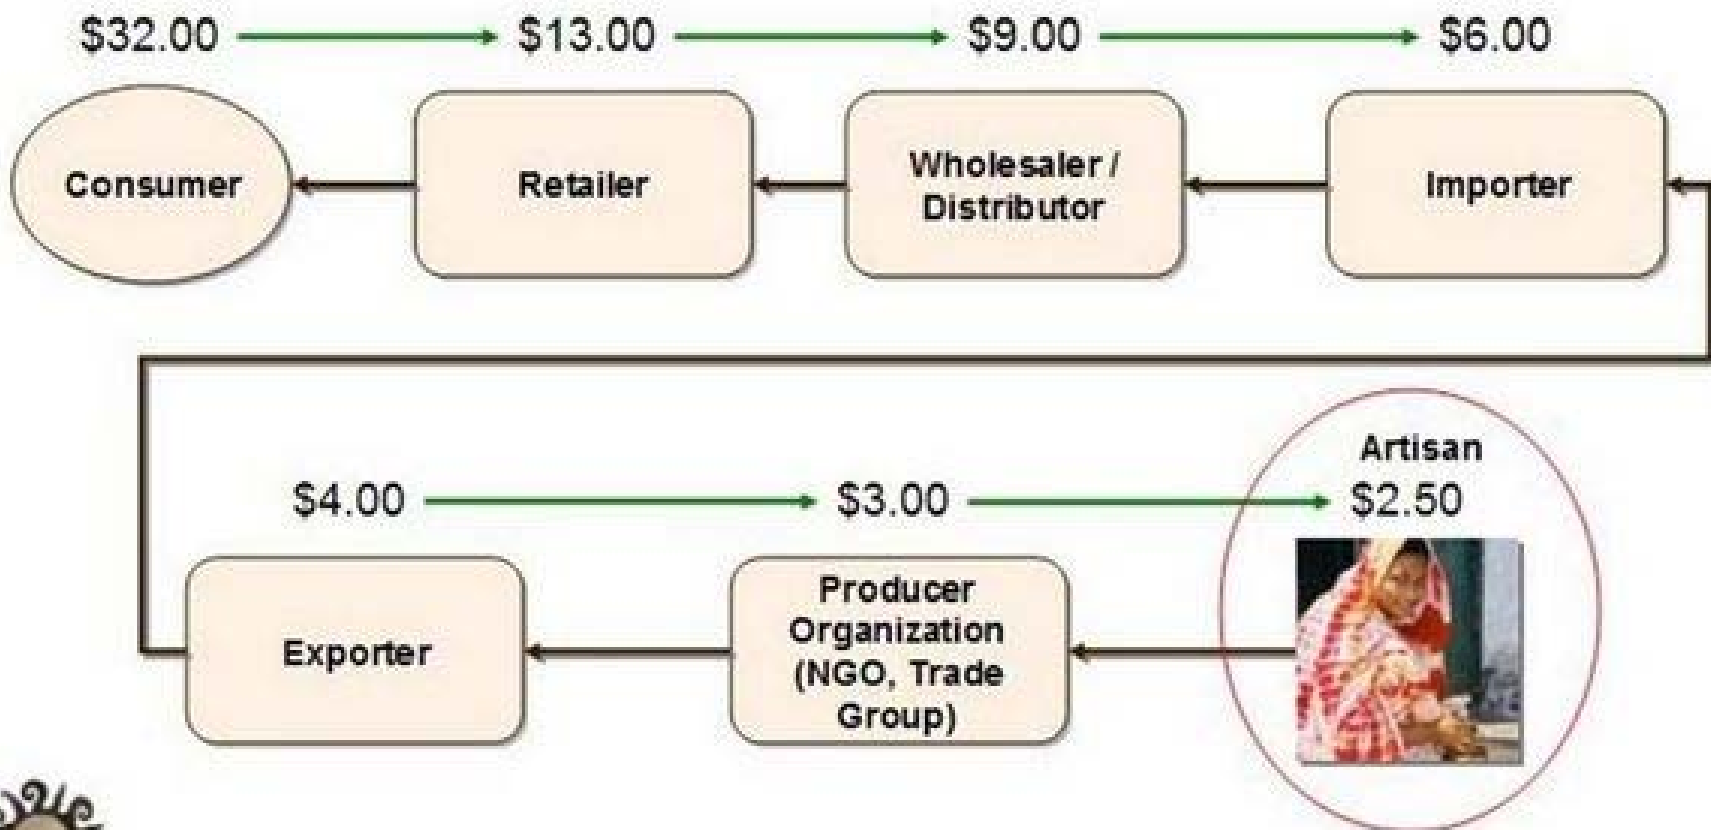 $32.00 $13.00 $9.00 $6.00
Consumer
Retailer
Wholesaler /
Distributor
Importer
Artisan
$4.00 $3.00 $2.50
Exporter
Producer
Organization
(NGO, Trade
Group)